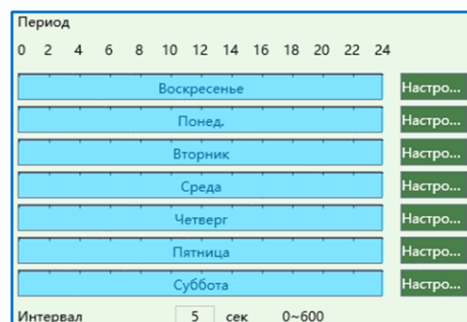 Период
0 2 4 6 8 10 12 14 16 18 20 22 24
Воскресенье Настро...
Понед. Настро...
Вторник Настро...
Среда Настро...
Четверг Настро...
Пятница Настро...
Суббота Настро...
Интервал 5 сек 0~600